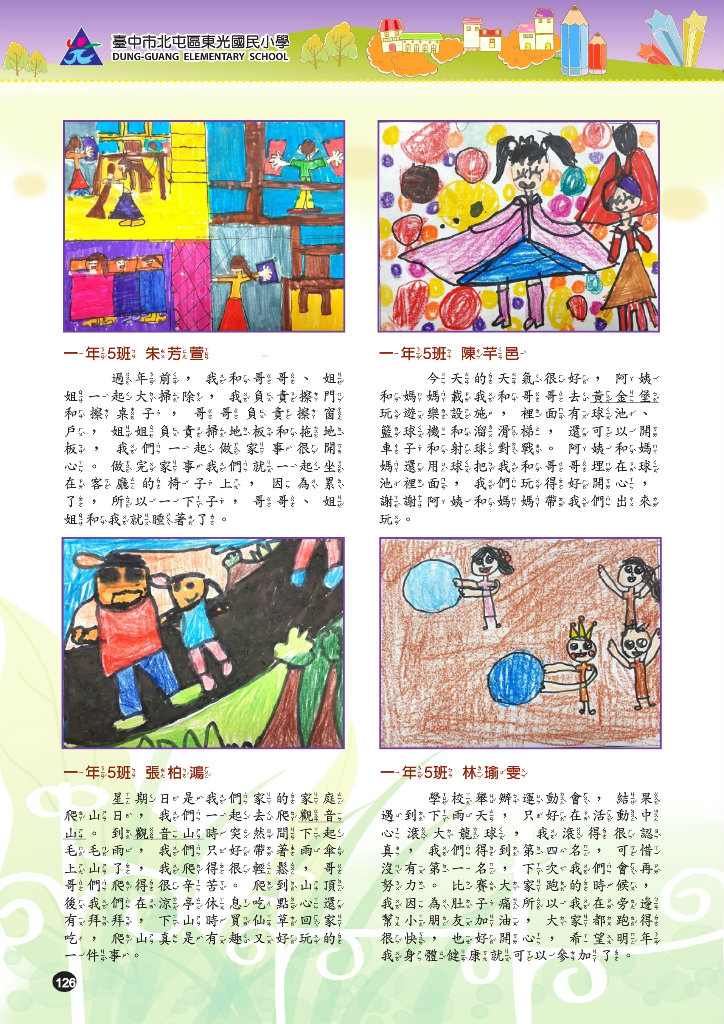 臺中市北屯區東光國民小學
DUNG-GUANG ELEMENTARY SCHOOL
一年5班 朱芳萱
過年前，我和哥哥、姐
姐一起大掃除，我負責擦門
和擦桌子，哥哥負責擦窗
戶，姐姐負責掃地板和拖地
板，我們一起做家事很開
心。做完家事我們就一起坐
在客廳的椅子上，因為累
了，所以一下子，哥哥、姐
姐和我就睡著了。
一年5班 陳芊邑
今天的天氣很好，阿姨
和媽媽載我和哥哥去黃金堡
玩遊樂設施，裡面有球池、
籃球機和溜滑梯，還可以開
車子和射球對戰。阿姨和媽
媽還用球把我和哥哥埋在球
池裡面，我們玩得好開心，
謝謝阿姨和媽媽帶我們出來
玩。
一年5班 張柏鴻
星期日是我們家的家庭
爬山日，我們一起去爬觀音
山。到觀音山時突然間下起
毛毛雨，我們只好帶著雨傘
上山了，我爬得很輕鬆，哥
哥們爬得很辛苦。爬到山頂
後我們在涼亭休息吃點心還
有拜拜，下山時買仙草回家
吃，爬山真是有趣又好玩的
一件事。
一年5班 林瑜雯
學校舉辦運動會，結果
遇到下雨天，只好在活動中
心滾大龍球，我滾得很認
真，我們得到第四名，可惜
沒有第一名，下次我們會再
努力。比賽大家跑的時候，
我因為肚子痛所以我在旁邊
幫小朋友加油，大家都跑得
很快，也好開心，希望明年
我身體健康就可以參加了。
126